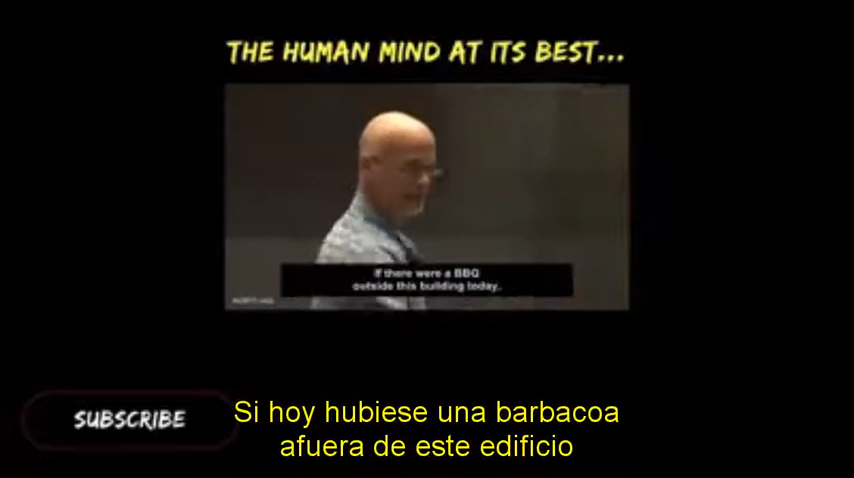 THE HUMAN MIND AT ITS BEST...
If there were a BBQ
outside this building today.
SUBSCRIBE
Si hoy hubiese una barbacoa
afuera de este edificio